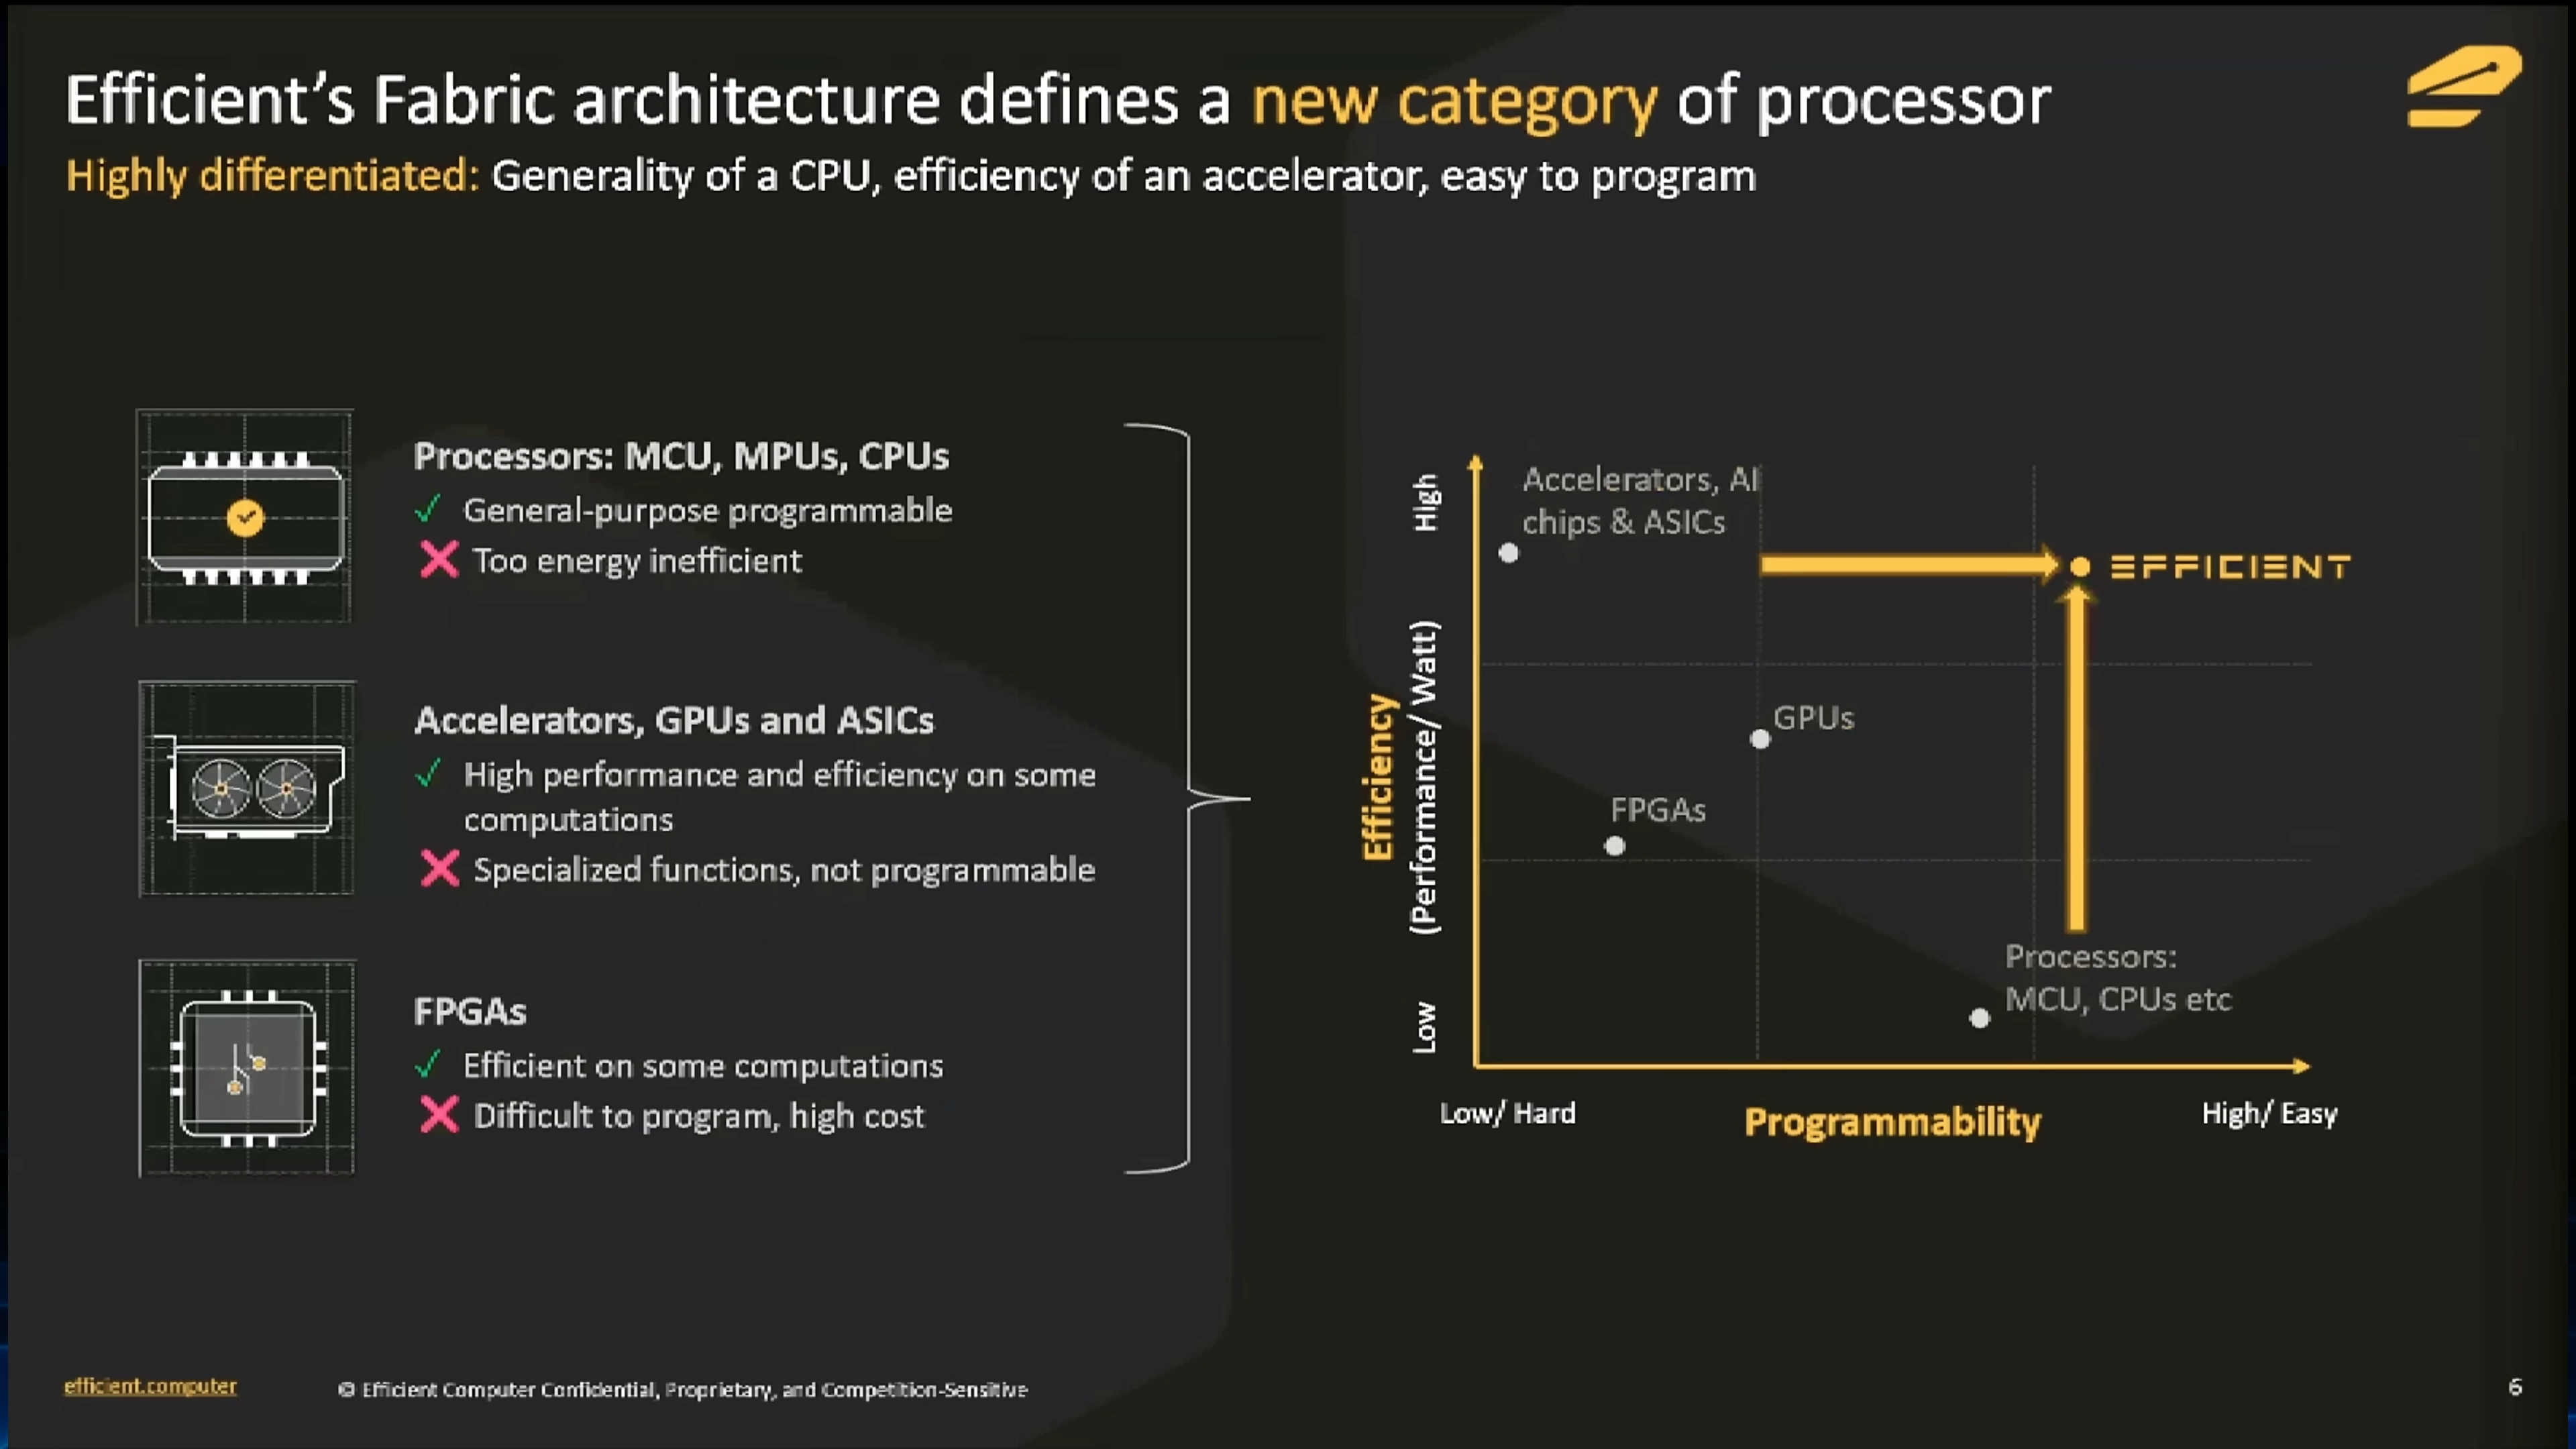 Efficient's Fabric architecture defines a new category of processor
Highly differentiated: Generality of a CPU, efficiency of an accelerator, easy to program
Processors: MCU, MPUs, CPUs
✓ General-purpose programmable
❌ Too energy inefficient
Accelerators, GPUs and ASICs
✓ High performance and efficiency on some
computations
❌ Specialized functions, not programmable
FPGAs
✓ Efficient on some computations
❌ Difficult to program, high cost
Efficiency
(Performance/ Watt)
High
Low
Accelerators, AI
chips & ASICs
EFFICIENT
GPUs
FPGAs
Processors:
MCU, CPUs etc
Low/ Hard
Programmability
High/ Easy
efficient.computer
© Efficient Computer Confidential, Proprietary, and Competition-Sensitive
6